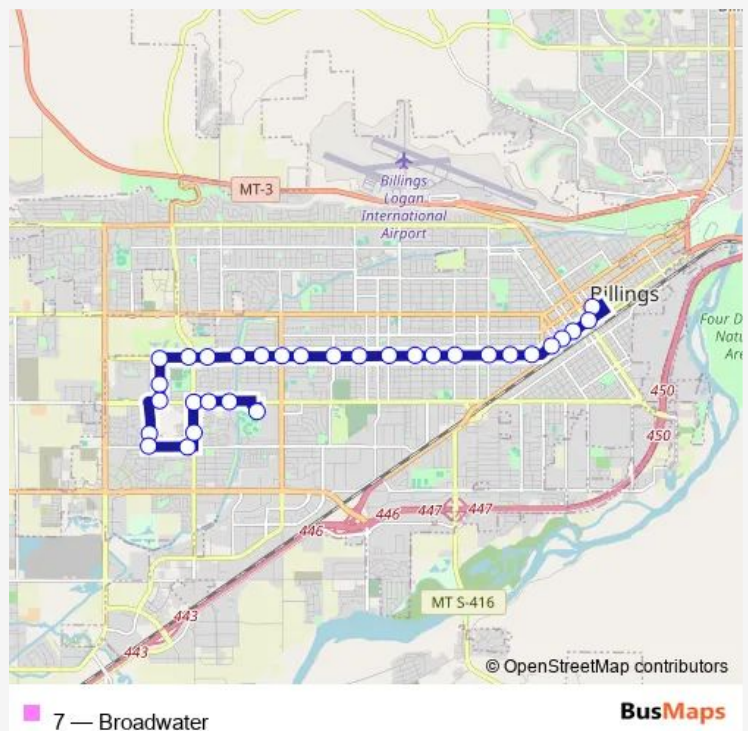 MT-3
Billings
Logan
International
Airport
Billings
Four D
Natu
Are
450
450
446
447
447
446
443
443
MT S-416
© OpenStreetMap contributors
7 — Broadwater
BusMaps